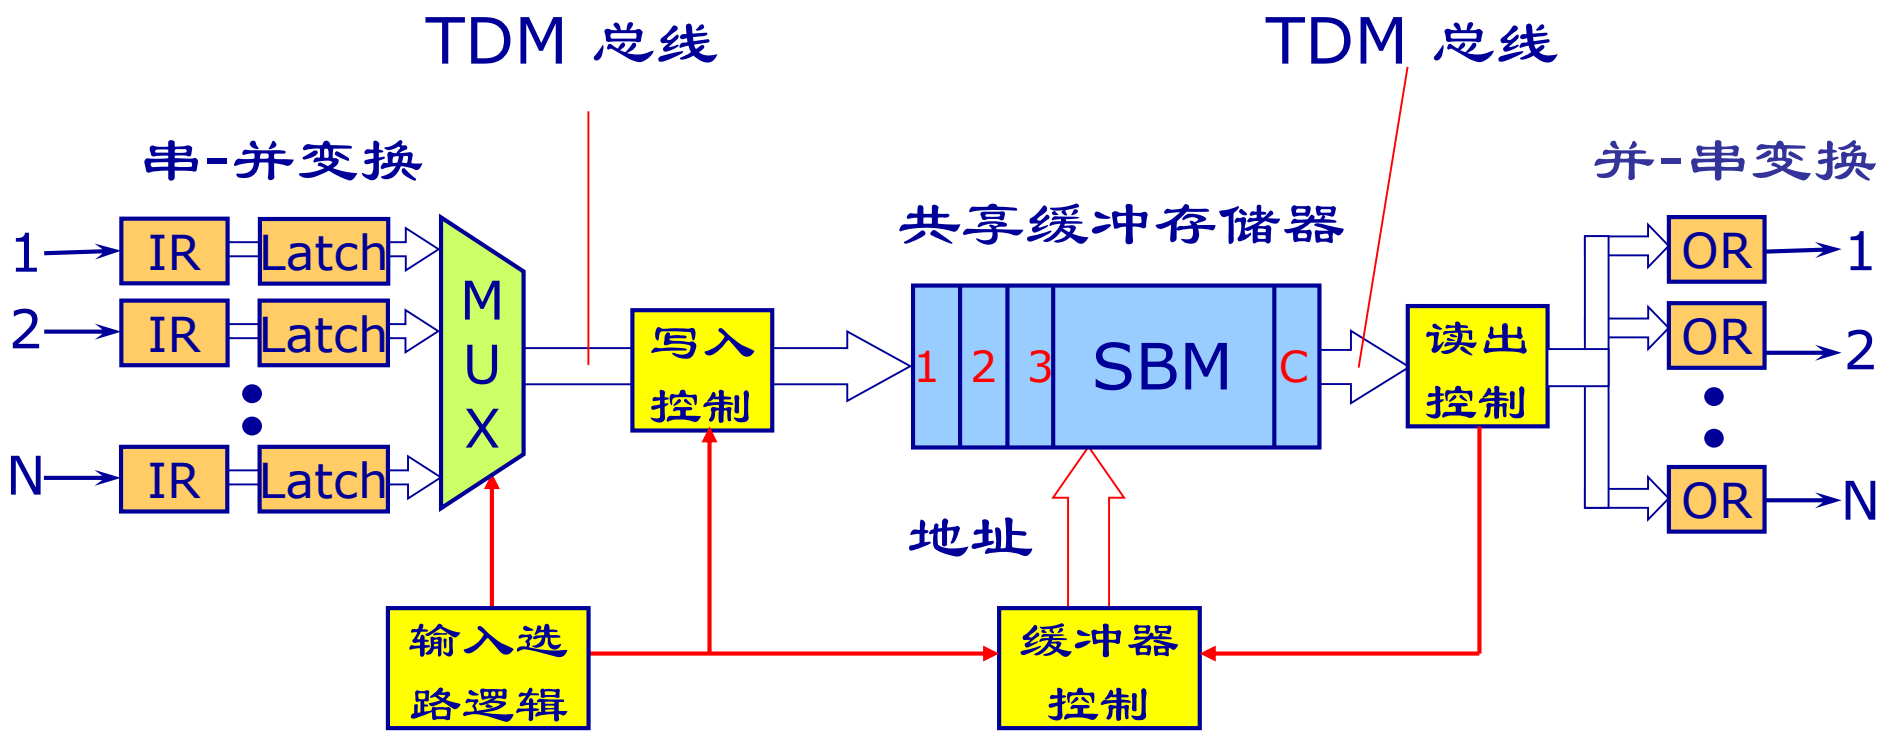 TDM 总线
TDM 总线
串-并变换
并-串变换
共享缓冲存储器
1
IR
Latch
2
IR
Latch
N
IR
Latch
M
U
X
写入
控制
1
2
3
SBM
C
读出
控制
OR
1
OR
2
OR
N
地址
输入选
路逻辑
缓冲器
控制